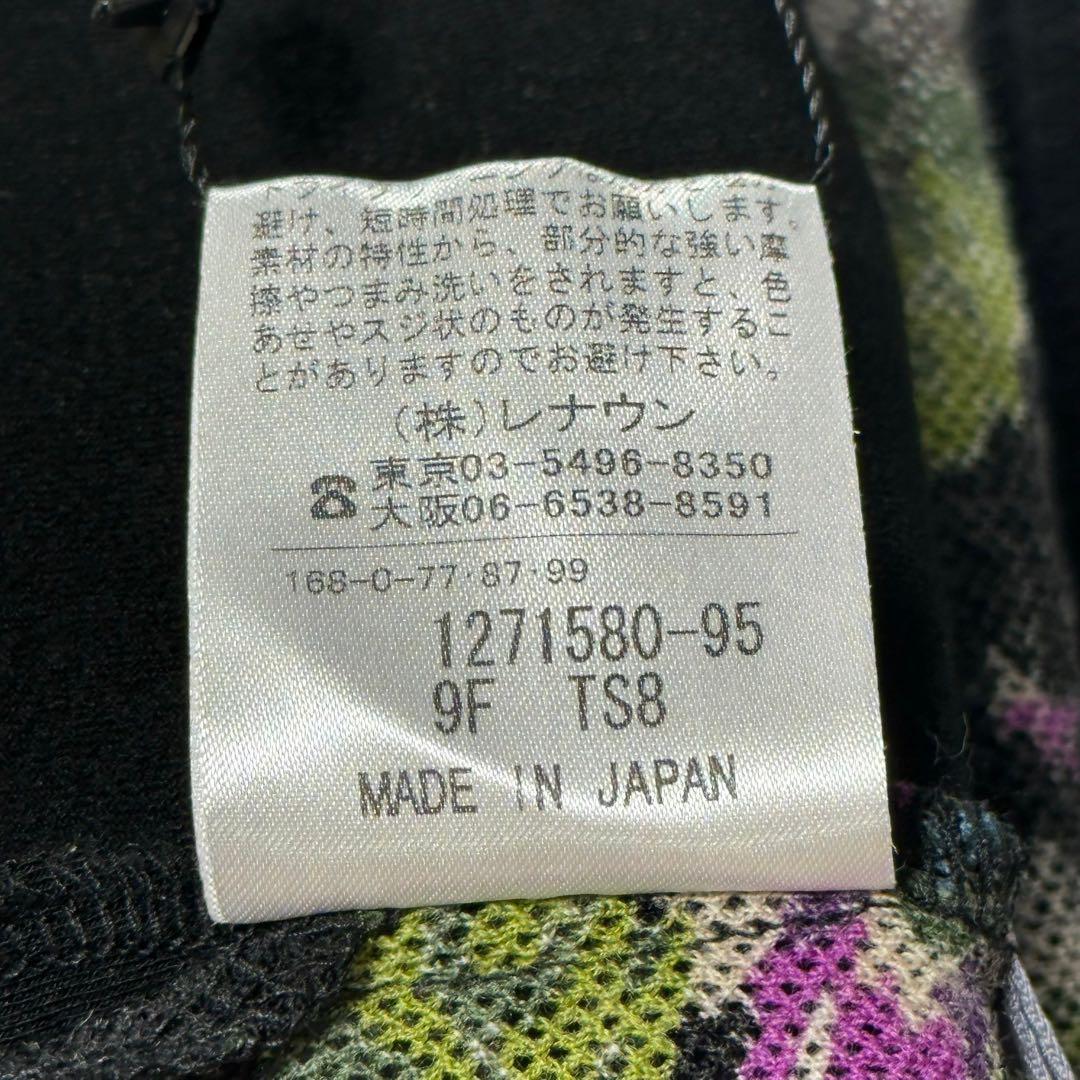 避け、短時間処理でお願いします。
素材の特性から、部分的な強い摩
擦やつまみ洗いをされますと、色
あせやスジ状のものが発生するこ
とがありますのでお避け下さい。
(株)レナウン
☎ 東京03-5496-8350
大阪06-6538-8591
168-0-77・87・99
1271580-95
9F TS8
MADE IN JAPAN